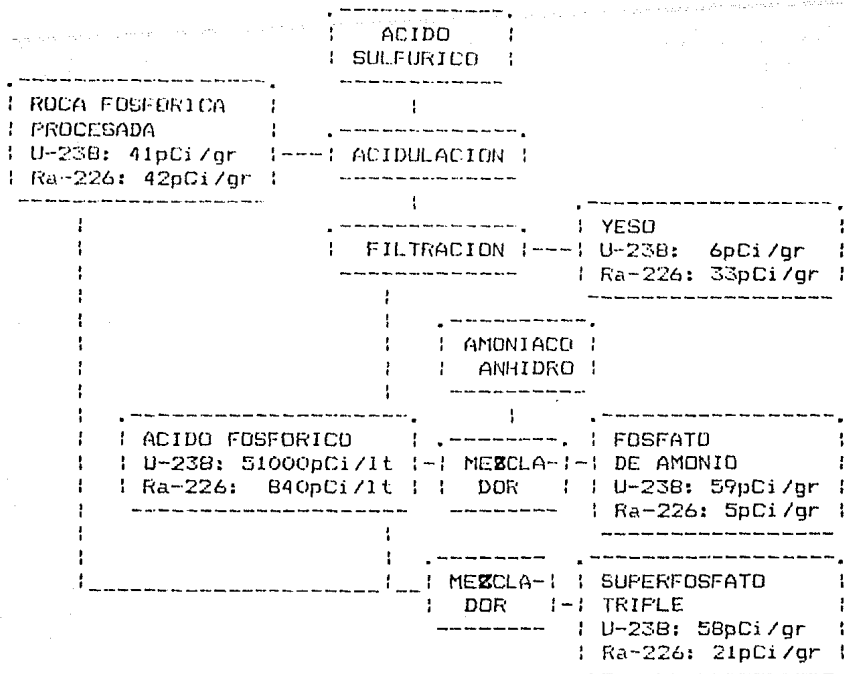 ACIDO
SULFURICO
ROCA FOSFORICA
PROCESADA
U-238: 41pCi/gr
Ra-226: 42pCi/gr
ACIDULACION
FILTRACION
YESO
U-238: 6pCi/gr
Ra-226: 33pCi/gr
AMONIACO
ANHIDRO
ACIDO FOSFORICO
U-238: 51000pCi/lt
Ra-226: 840pCi/lt
MEZCLA-
DOR
FOSFATO
DE AMONIO
U-238: 59pCi/gr
Ra-226: 5pCi/gr
MEZCLA-
DOR
SUPERFOSFATO
TRIPLE
U-238: 58pCi/gr
Ra-226: 21pCi/gr